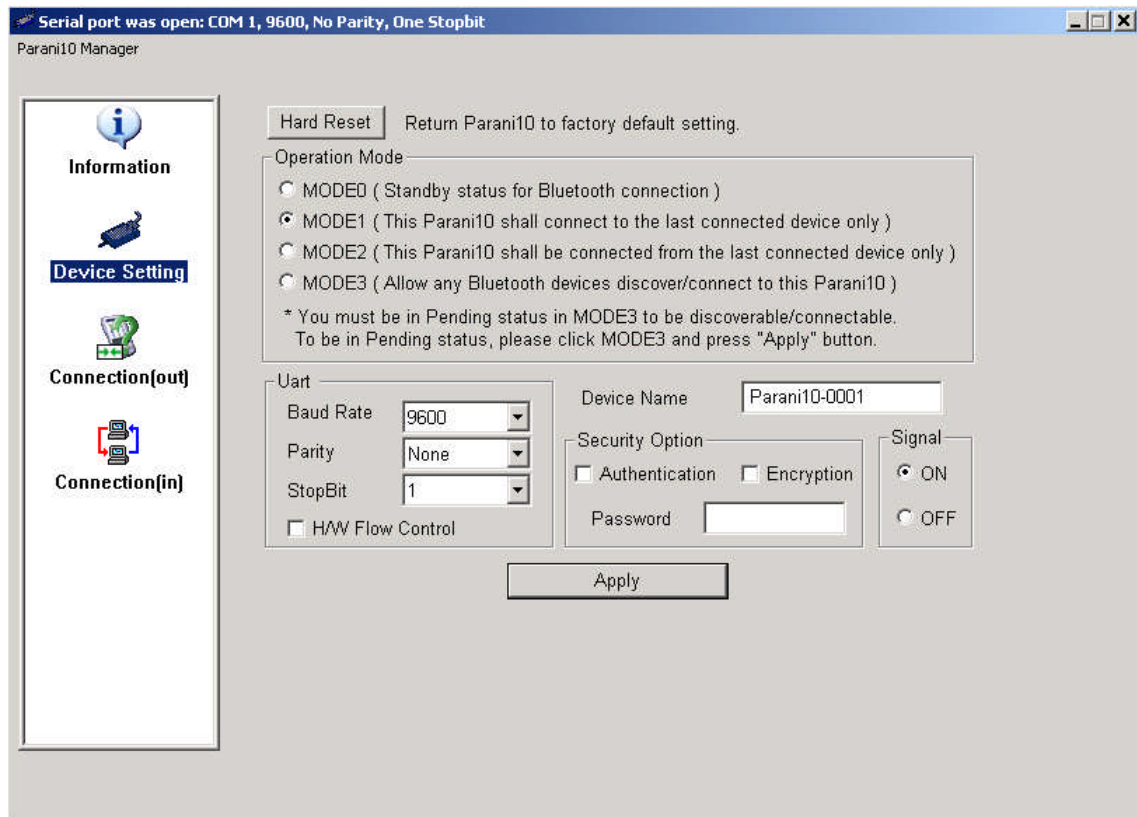 Serial port was open: COM 1, 9600, No Parity, One Stopbit
Parani10 Manager
Information
Device Setting
Connection(out)
Connection(in)
Hard Reset Return Parani10 to factory default setting.
Operation Mode
MODE0 ( Standby status for Bluetooth connection )
MODE1 ( This Parani10 shall connect to the last connected device only )
MODE2 ( This Parani10 shall be connected from the last connected device only )
MODE3 ( Allow any Bluetooth devices discover/connect to this Parani10 )
* You must be in Pending status in MODE3 to be discoverable/connectable.
To be in Pending status, please click MODE3 and press "Apply" button.
Uart
Baud Rate 9600
Parity None
StopBit 1
H/W Flow Control
Device Name Parani10-0001
Security Option
Authentication Encryption
Password
Signal
ON
OFF
Apply